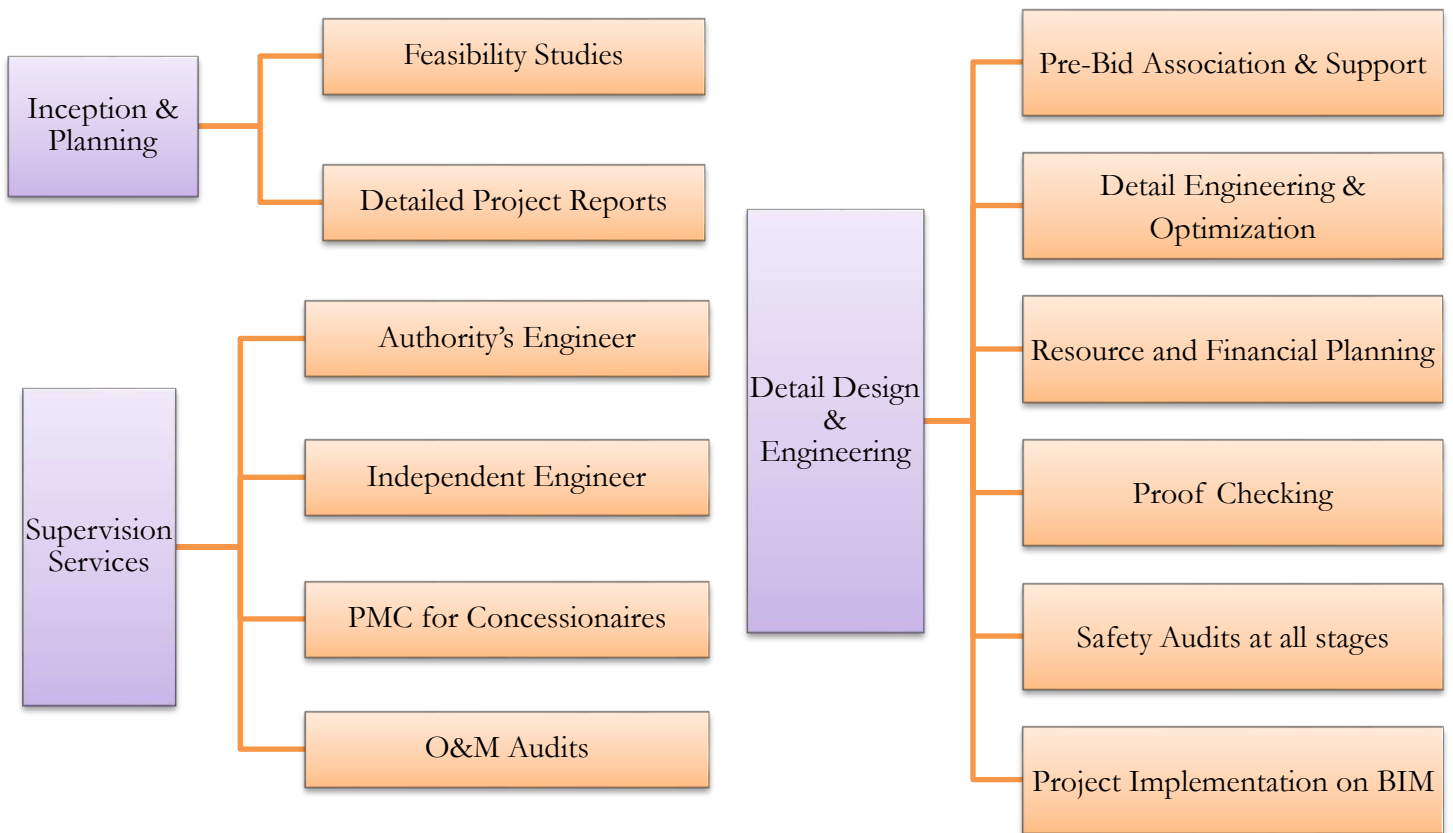 Inception &
Planning
Feasibility Studies
Detailed Project Reports
Supervision
Services
Authority’s Engineer
Independent Engineer
PMC for Concessionaires
O&M Audits
Detail Design
&
Engineering
Pre-Bid Association & Support
Detail Engineering &
Optimization
Resource and Financial Planning
Proof Checking
Safety Audits at all stages
Project Implementation on BIM